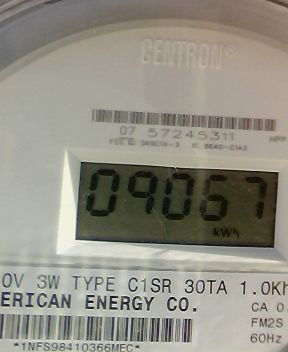 CENTRON®
07 57245311
09067
kWh
0V 3W TYPE C1SR 30TA 1.0Kh
ERICAN ENERGY CO.
CA 0.
FM2S
60Hz
*1NFS98410366MEC*